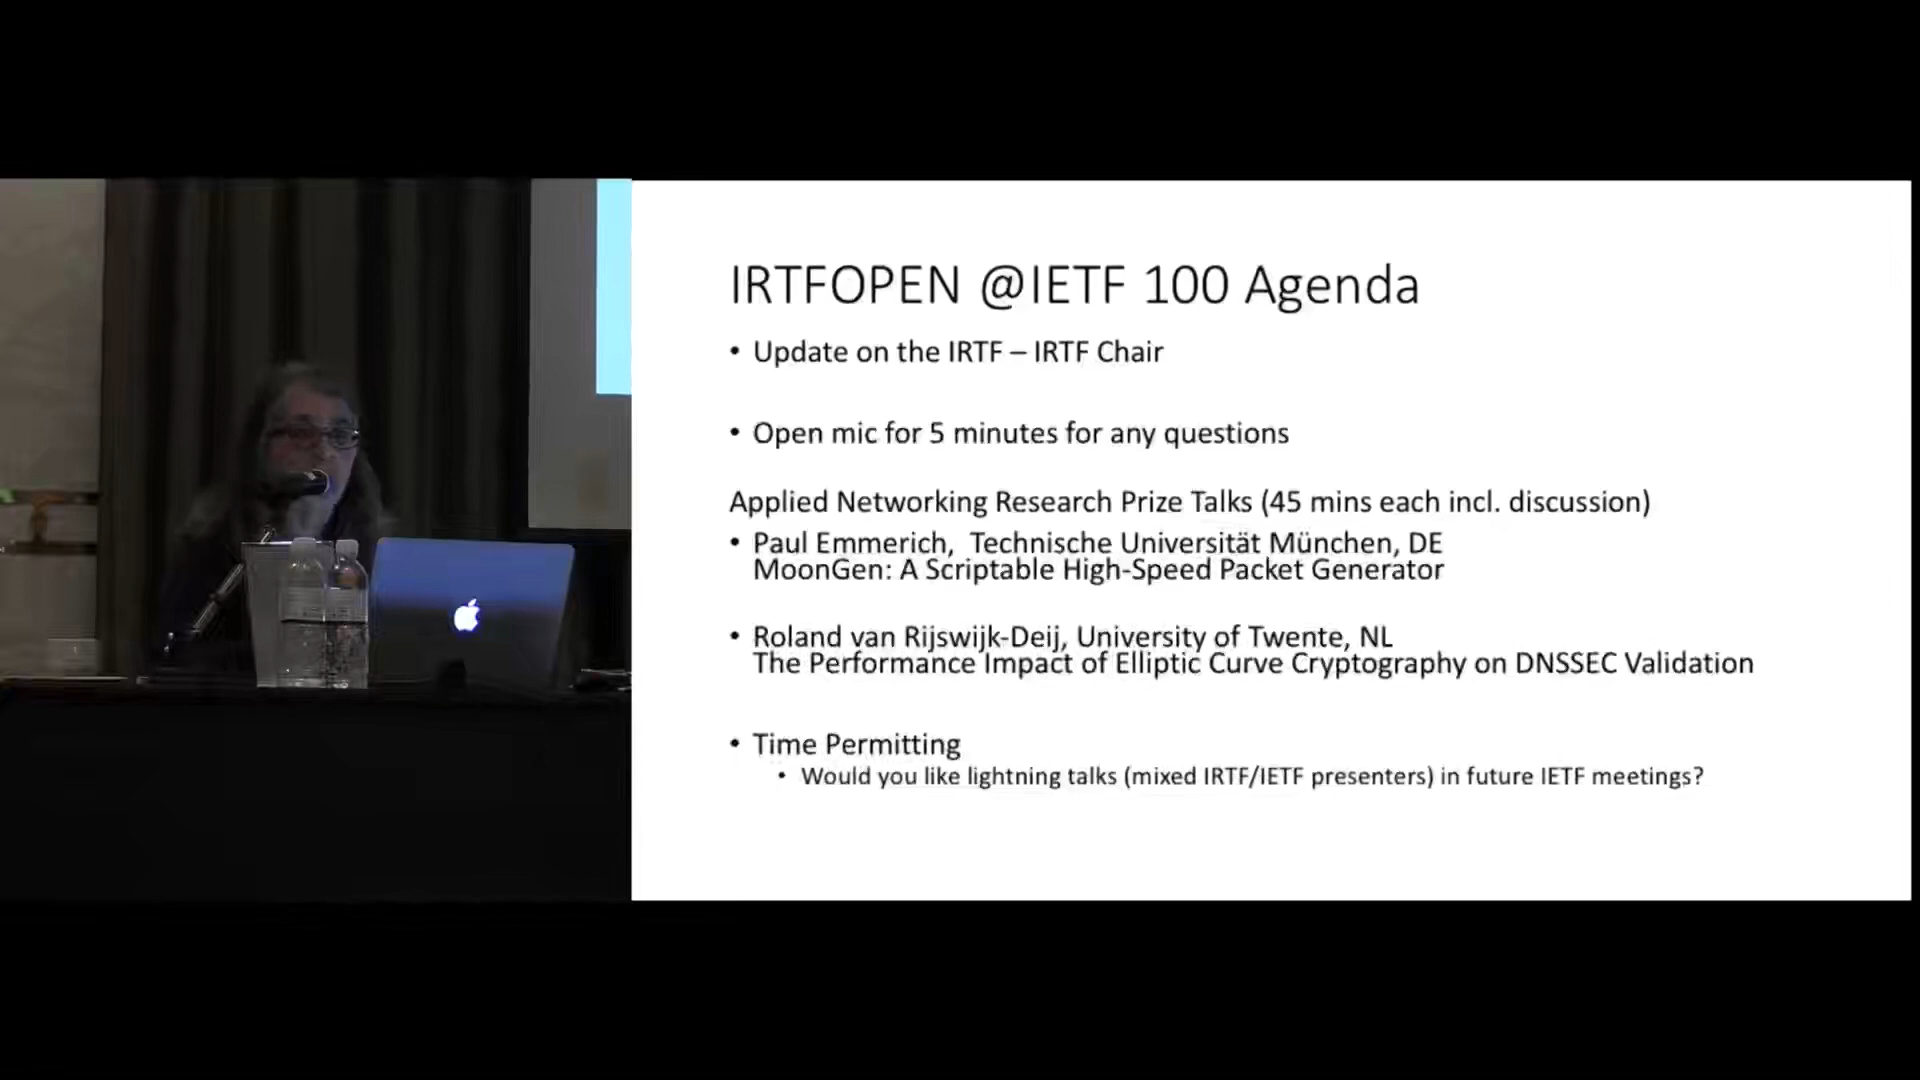 IRTFOPEN @IETF 100 Agenda
• Update on the IRTF – IRTF Chair
• Open mic for 5 minutes for any questions
Applied Networking Research Prize Talks (45 mins each incl. discussion)
• Paul Emmerich, Technische Universität München, DE
MoonGen: A Scriptable High-Speed Packet Generator
• Roland van Rijswijk-Deij, University of Twente, NL
The Performance Impact of Elliptic Curve Cryptography on DNSSEC Validation
• Time Permitting
• Would you like lightning talks (mixed IRTF/IETF presenters) in future IETF meetings?